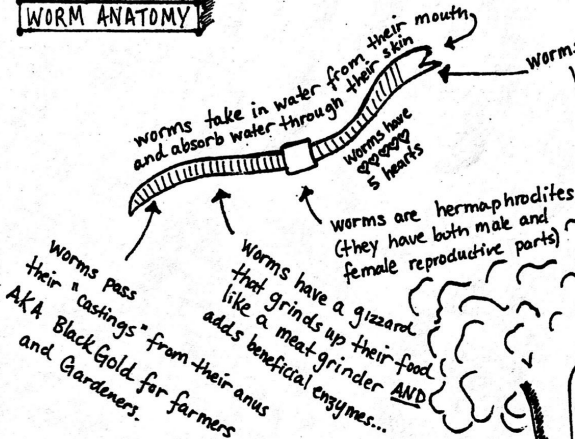 WORM ANATOMY
worms take in water from their mouth,
and absorb water through their skin
Worms
Worms have
♡♡♡♡♡
5 hearts
worms are hermaphrodites
(they have both male and
female reproductive parts)
worms have a gizzard
that grinds up their food
like a meat grinder AND
adds beneficial enzymes...
worms pass
their "castings" from their anus
AKA Black Gold for farmers
and Gardeners.